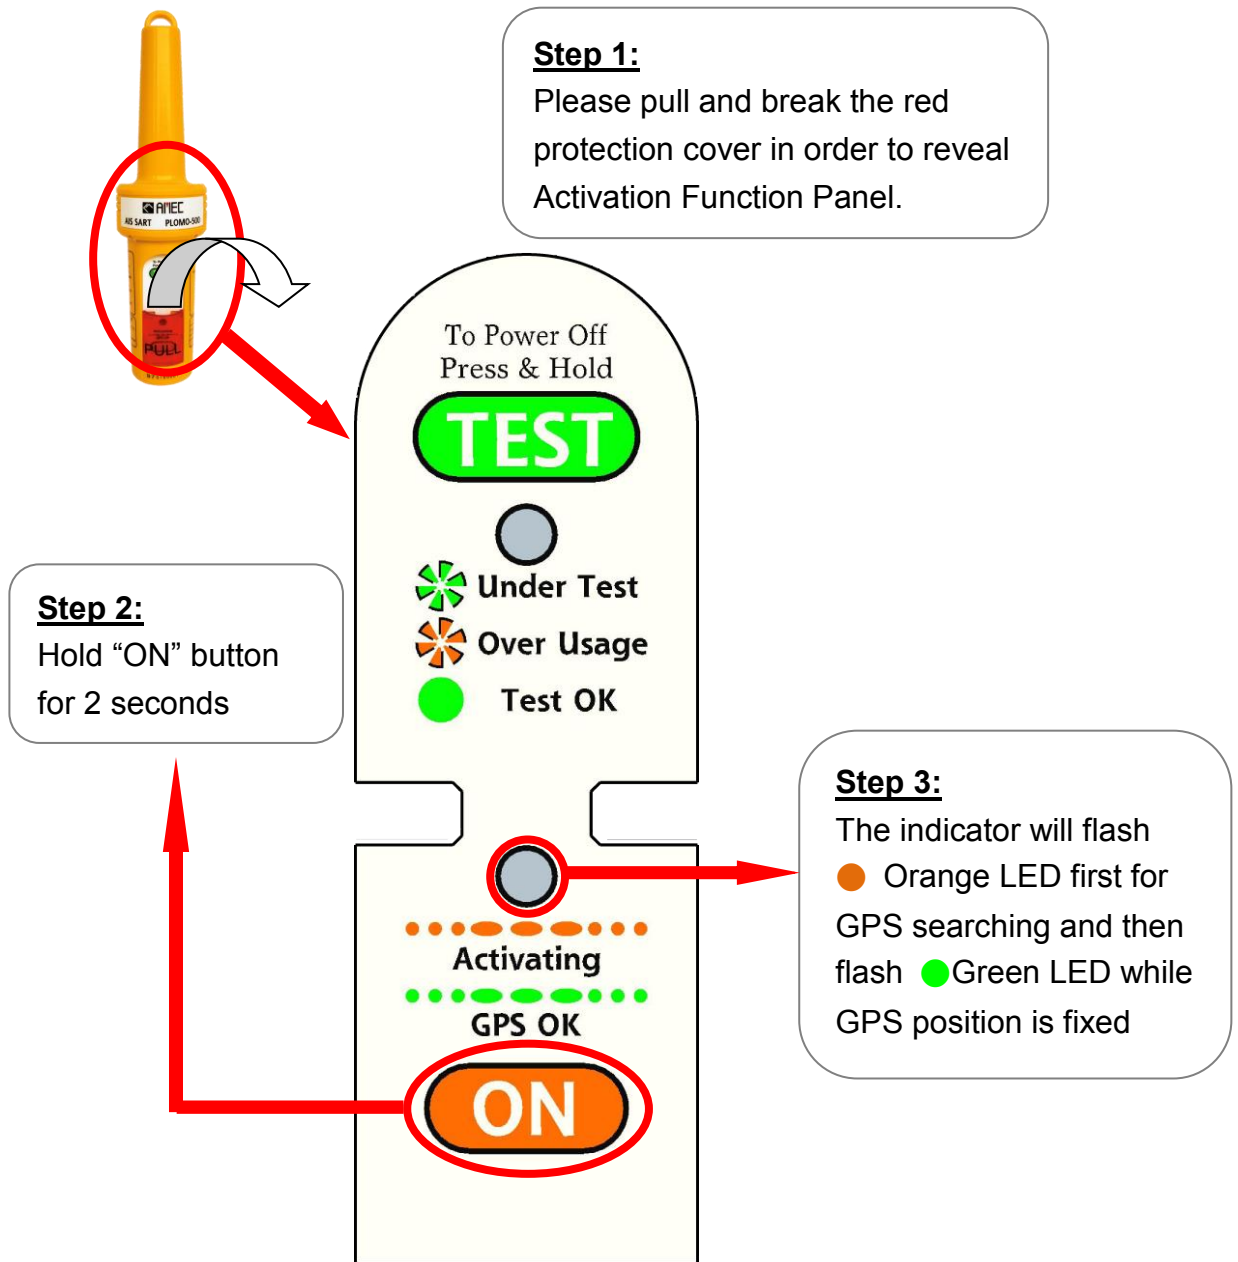 Step 1:
Please pull and break the red
protection cover in order to reveal
Activation Function Panel.
AMEC
AIS SART PLOMO-500
PULL
To Power Off
Press & Hold
TEST
Under Test
Over Usage
Test OK
Step 2:
Hold “ON” button
for 2 seconds
Step 3:
The indicator will flash
Orange LED first for
GPS searching and then
flash Green LED while
GPS position is fixed
Activating
GPS OK
ON